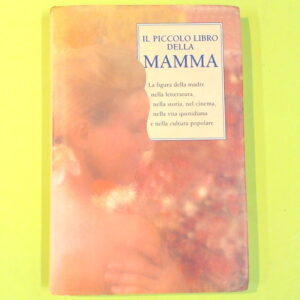 IL PICCOLO LIBRO
DELLA
MAMMA
La figura della madre
nella letteratura,
nella storia, nel cinema,
nella vita quotidiana
e nella cultura popolare